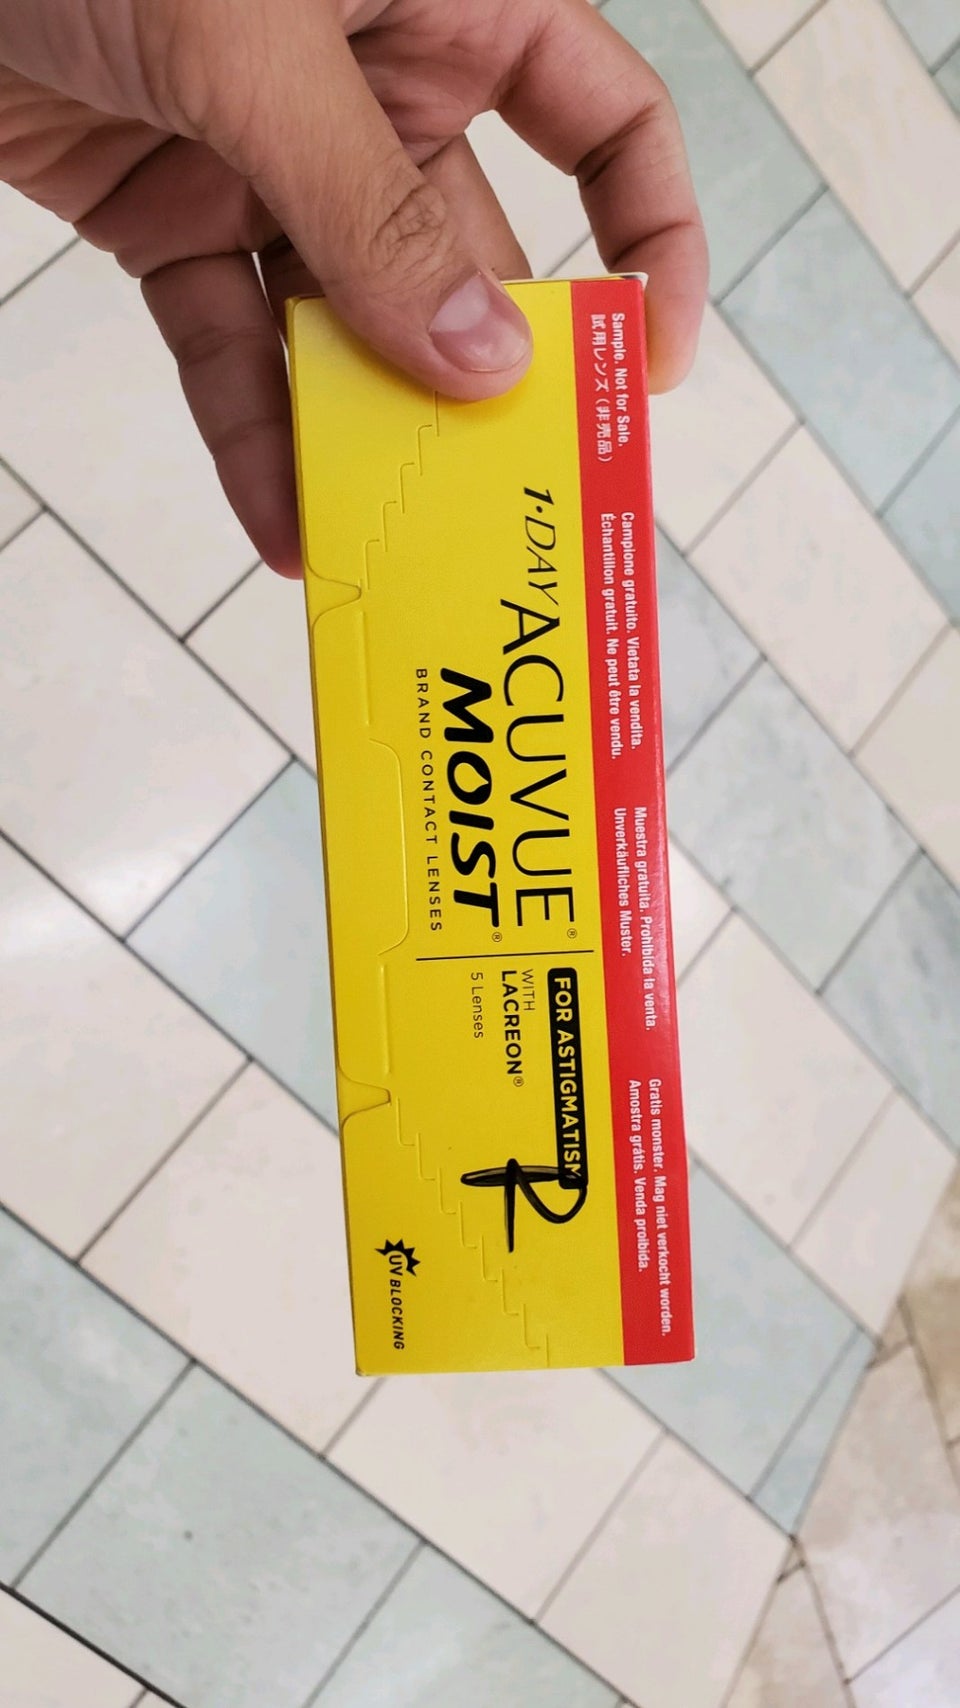 Sample. Not for Sale.
試用レンズ（非売品）
Campione gratuito. Vietata la vendita.
Échantillon gratuit. Ne peut être vendu.
Muestra gratuita. Prohibida la venta.
Unverkäufliches Muster.
Gratis monster. Mag niet verkocht worden.
Amostra grátis. Venda proibida.
1·DAY ACUVUE®
MOIST®
BRAND CONTACT LENSES
FOR ASTIGMATISM
WITH
LACREON®
5 Lenses
R
UV BLOCKING